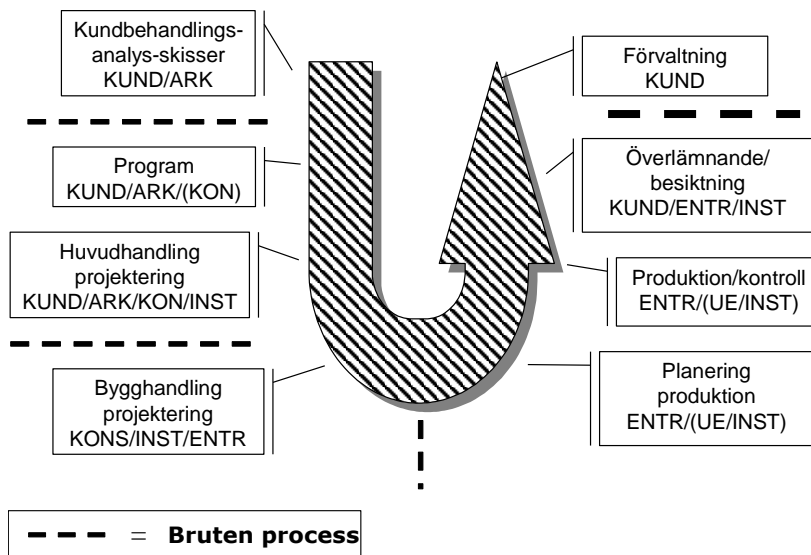 Kundbehandlings-
analys-skisser
KUND/ARK
Program
KUND/ARK/(KON)
Huvudhandling
projektering
KUND/ARK/KON/INST
Bygghandling
projektering
KONS/INST/ENTR
Förvaltning
KUND
Överlämnande/
besiktning
KUND/ENTR/INST
Produktion/kontroll
ENTR/(UE/INST)
Planering
produktion
ENTR/(UE/INST)
= Bruten process